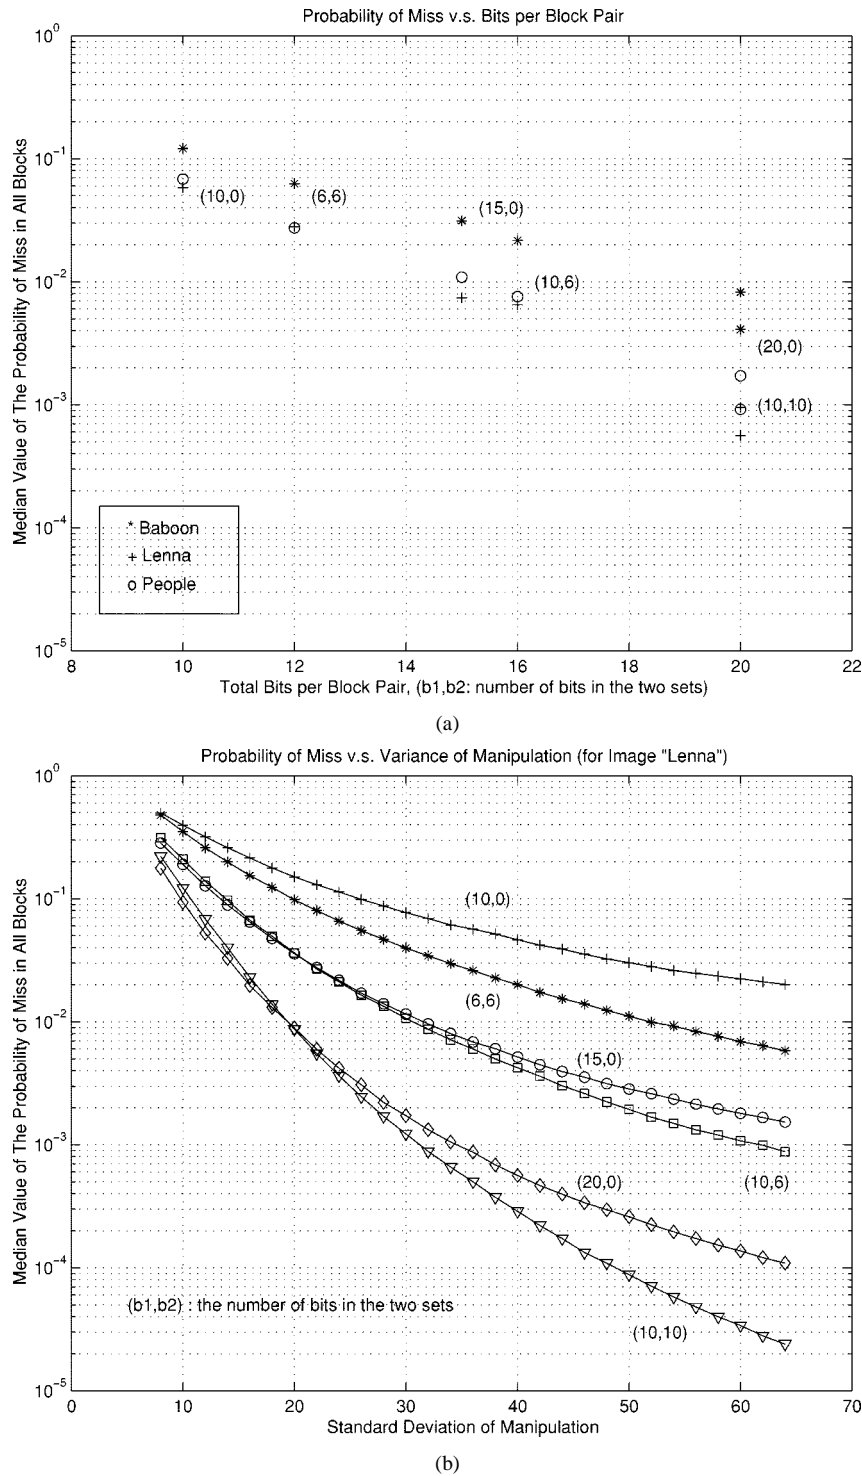 Probability of Miss v.s. Bits per Block Pair
Median Value of The Probability of Miss in All Blocks
10^0
10^-1
10^-2
10^-3
10^-4
10^-5
(10,0)
(6,6)
(15,0)
(10,6)
(20,0)
(10,10)
* Baboon
+ Lenna
o People
8 10 12 14 16 18 20 22
Total Bits per Block Pair, (b1,b2: number of bits in the two sets)
(a)
Probability of Miss v.s. Variance of Manipulation (for Image "Lenna")
Median Value of The Probability of Miss in All Blocks
10^0
10^-1
10^-2
10^-3
10^-4
10^-5
(10,0)
(6,6)
(15,0)
(20,0)
(10,6)
(b1,b2) : the number of bits in the two sets
(10,10)
0 10 20 30 40 50 60 70
Standard Deviation of Manipulation
(b)